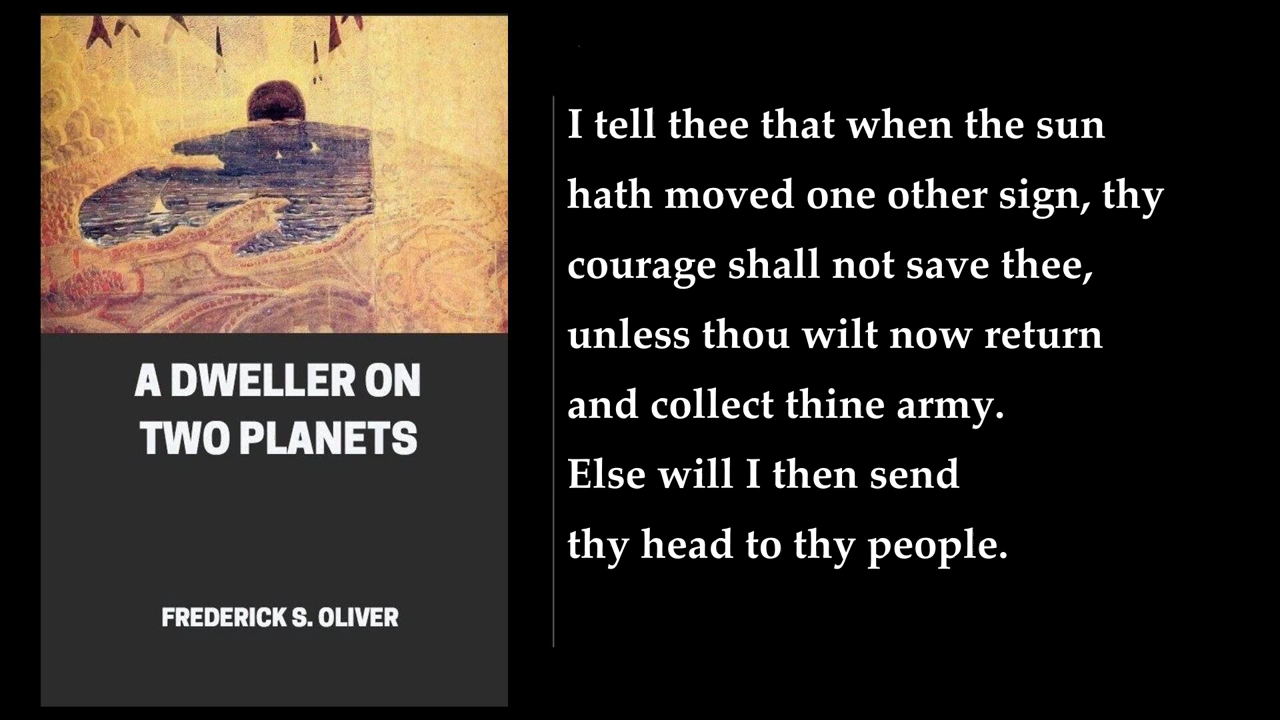 A DWELLER ON
TWO PLANETS
FREDERICK S. OLIVER
I tell thee that when the sun
hath moved one other sign, thy
courage shall not save thee,
unless thou wilt now return
and collect thine army.
Else will I then send
thy head to thy people.